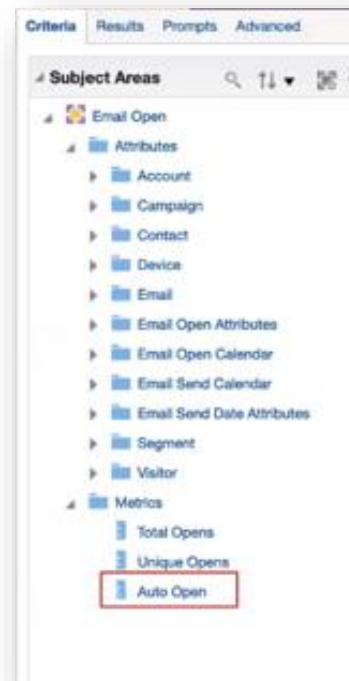 Criteria Results Prompts Advanced
Subject Areas
Email Open
Attributes
Account
Campaign
Contact
Device
Email
Email Open Attributes
Email Open Calendar
Email Send Calendar
Email Send Date Attributes
Segment
Visitor
Metrics
Total Opens
Unique Opens
Auto Open